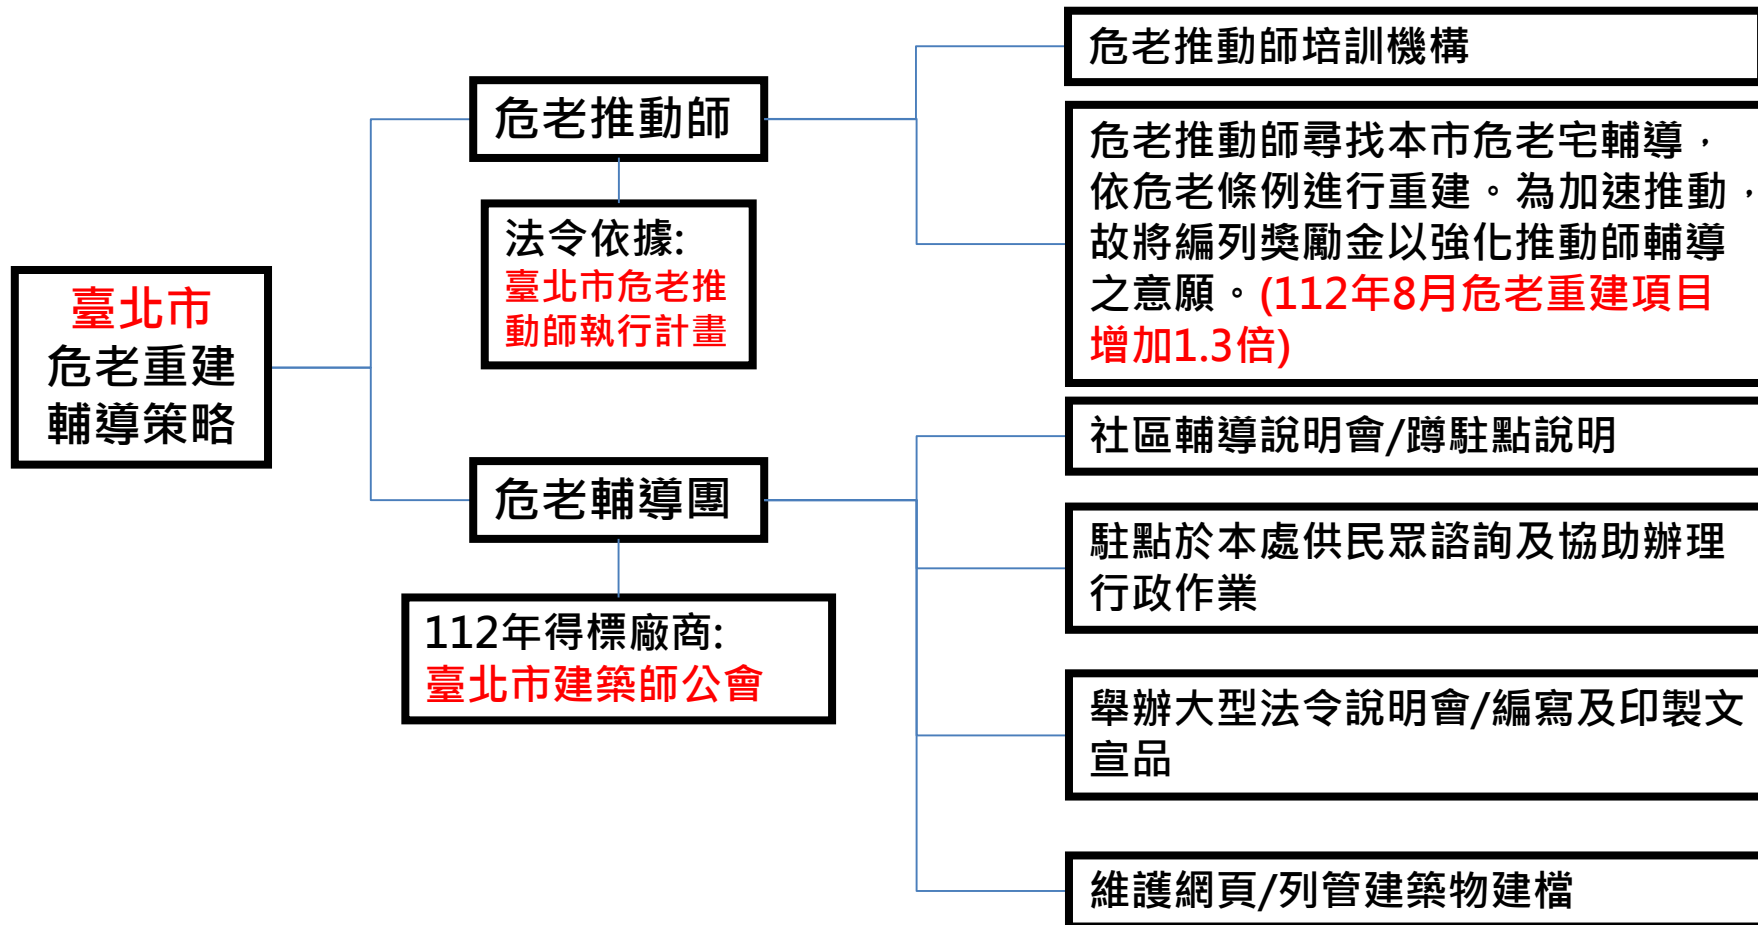 臺北市
危老重建
輔導策略
危老推動師
法令依據:
臺北市危老推
動師執行計畫
危老推動師培訓機構
危老推動師尋找本市危老宅輔導，
依危老條例進行重建。為加速推動，
故將編列獎勵金以強化推動師輔導
之意願。(112年8月危老重建項目
增加1.3倍)
危老輔導團
112年得標廠商:
臺北市建築師公會
社區輔導說明會/蹲駐點說明
駐點於本處供民眾諮詢及協助辦理
行政作業
舉辦大型法令說明會/編寫及印製文
宣品
維護網頁/列管建築物建檔